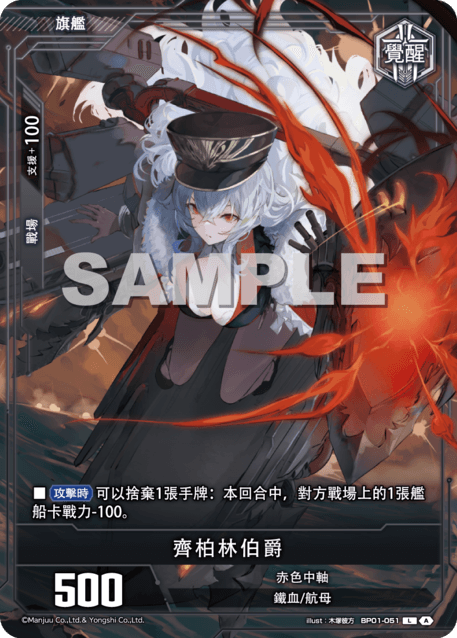 旗艦
覺醒
支援+100
戰場
SAMPLE
■ 攻擊時 可以捨棄1張手牌：本回合中，對方戰場上的1張艦
船卡戰力-100。
齊柏林伯爵
500
赤色中軸
鐵血/航母
©Manjuu Co.,Ltd.& Yongshi Co.,Ltd. illust：木塚彼方 BP01-051 L A